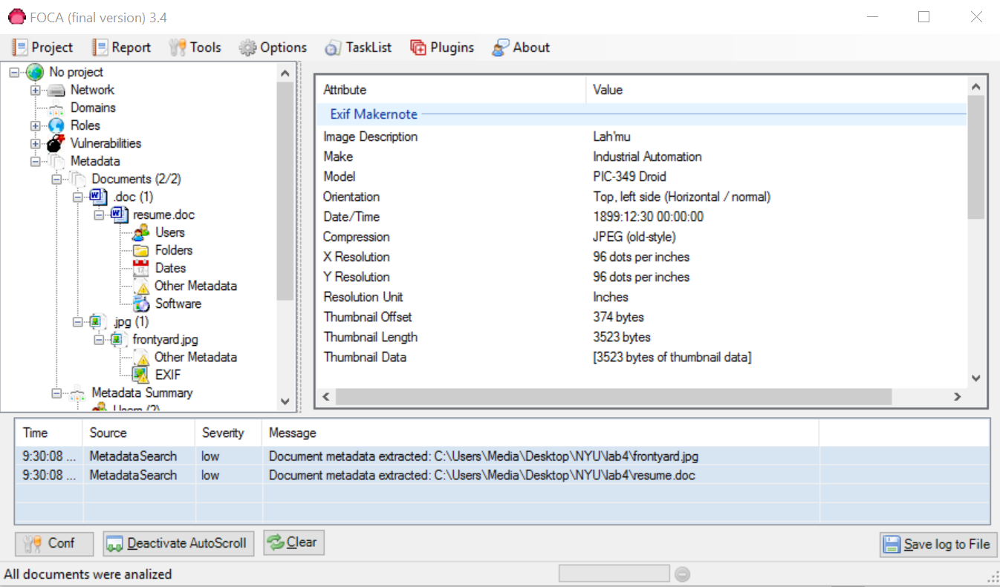 FOCA (final version) 3.4
Project Report Tools Options TaskList Plugins About
No project
Network
Domains
Roles
Vulnerabilities
Metadata
Documents (2/2)
.doc (1)
resume.doc
Users
Folders
Dates
Other Metadata
Software
.jpg (1)
frontyard.jpg
Other Metadata
EXIF
Metadata Summary
Users (2)
Attribute Value
Exif Makernote
Image Description Lah'mu
Make Industrial Automation
Model PIC-349 Droid
Orientation Top, left side (Horizontal / normal)
Date/Time 1899:12:30 00:00:00
Compression JPEG (old-style)
X Resolution 96 dots per inches
Y Resolution 96 dots per inches
Resolution Unit Inches
Thumbnail Offset 374 bytes
Thumbnail Length 3523 bytes
Thumbnail Data [3523 bytes of thumbnail data]
Time Source Severity Message
9:30:08 ... MetadataSearch low Document metadata extracted: C:\Users\Media\Desktop\NYU\lab4\frontyard.jpg
9:30:08 ... MetadataSearch low Document metadata extracted: C:\Users\Media\Desktop\NYU\lab4\resume.doc
Conf Deactivate AutoScroll Clear Save log to File
All documents were analized